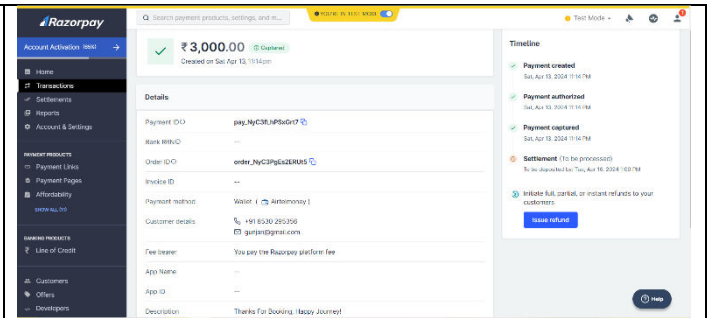 Razorpay
Search payment products, settings, and m...
YOU'RE IN TEST MODE
Test Mode
Account Activation
Home
Transactions
Settlements
Reports
Account & Settings
PAYMENT PRODUCTS
Payment Links
Payment Pages
Affordability
SHOW ALL
BANKING PRODUCTS
Line of Credit
Customers
Offers
Developers
₹ 3,000.00 Captured
Created on Sat Apr 13, 11:14pm
Details
Payment ID pay_NyC3fLhPSxGrt7
Bank RRN --
Order ID order_NyC3PgEs2ERUt5
Invoice ID --
Payment method Wallet ( Airtelmoney )
Customer details +91 8530 295356
gunjan@gmail.com
Fee bearer You pay the Razorpay platform fee
App Name --
App ID --
Description Thanks For Booking, Happy Journey!
Timeline
Payment created
Sat, Apr 13, 2024 11:14 PM
Payment authorized
Sat, Apr 13, 2024 11:14 PM
Payment captured
Sat, Apr 13, 2024 11:14 PM
Settlement (To be processed)
To be deposited by: Tue, Apr 16, 2024 1:00 PM
Initiate full, partial, or instant refunds to your
customers
Issue refund
Help